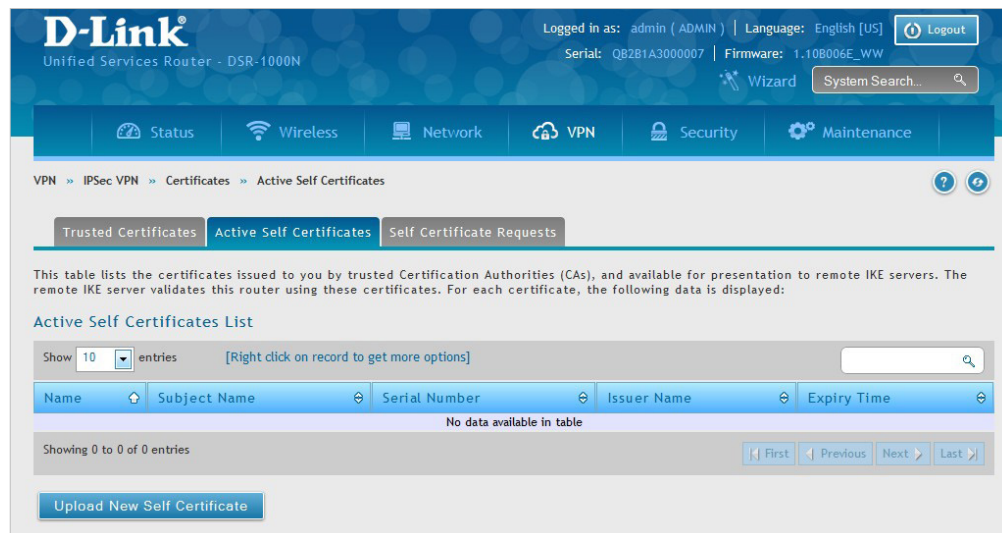 D-Link®
Unified Services Router - DSR-1000N
Logged in as: admin ( ADMIN ) | Language: English [US]
Logout
Serial: QB2B1A3000007 | Firmware: 1.10B006E_WW
Wizard
System Search...
Status
Wireless
Network
VPN
Security
Maintenance
VPN » IPSec VPN » Certificates » Active Self Certificates
?
Trusted Certificates
Active Self Certificates
Self Certificate Requests
This table lists the certificates issued to you by trusted Certification Authorities (CAs), and available for presentation to remote IKE servers. The
remote IKE server validates this router using these certificates. For each certificate, the following data is displayed:
Active Self Certificates List
Show 10 entries
[Right click on record to get more options]
Name Subject Name Serial Number Issuer Name Expiry Time
No data available in table
Showing 0 to 0 of 0 entries
First Previous Next Last
Upload New Self Certificate